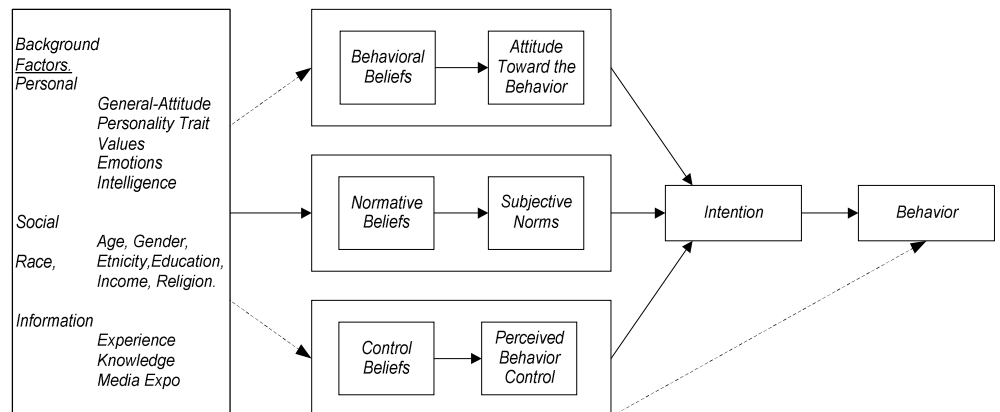 Background
Factors.
Personal
General-Attitude
Personality Trait
Values
Emotions
Intelligence
Social
Age, Gender,
Race, Etnicity,Education,
Income, Religion.
Information
Experience
Knowledge
Media Expo
Behavioral
Beliefs
Attitude
Toward the
Behavior
Normative
Beliefs
Subjective
Norms
Control
Beliefs
Perceived
Behavior
Control
Intention
Behavior